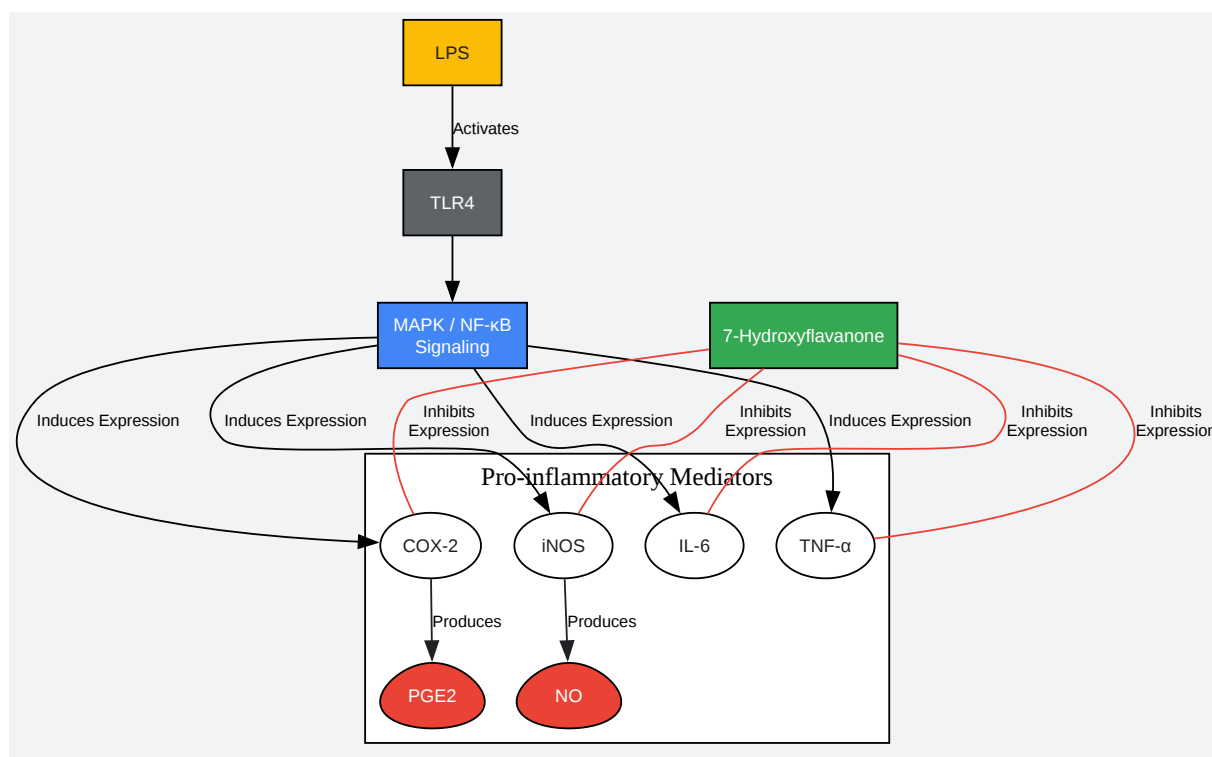 LPS
Activates
TLR4
MAPK / NF-κB
Signaling
7-Hydroxyflavanone
Induces Expression
Induces Expression
Inhibits
Expression
Induces Expression
Inhibits
Expression
Induces Expression
Inhibits
Expression
Inhibits
Expression
Pro-inflammatory Mediators
COX-2
iNOS
IL-6
TNF-α
Produces
Produces
PGE2
NO